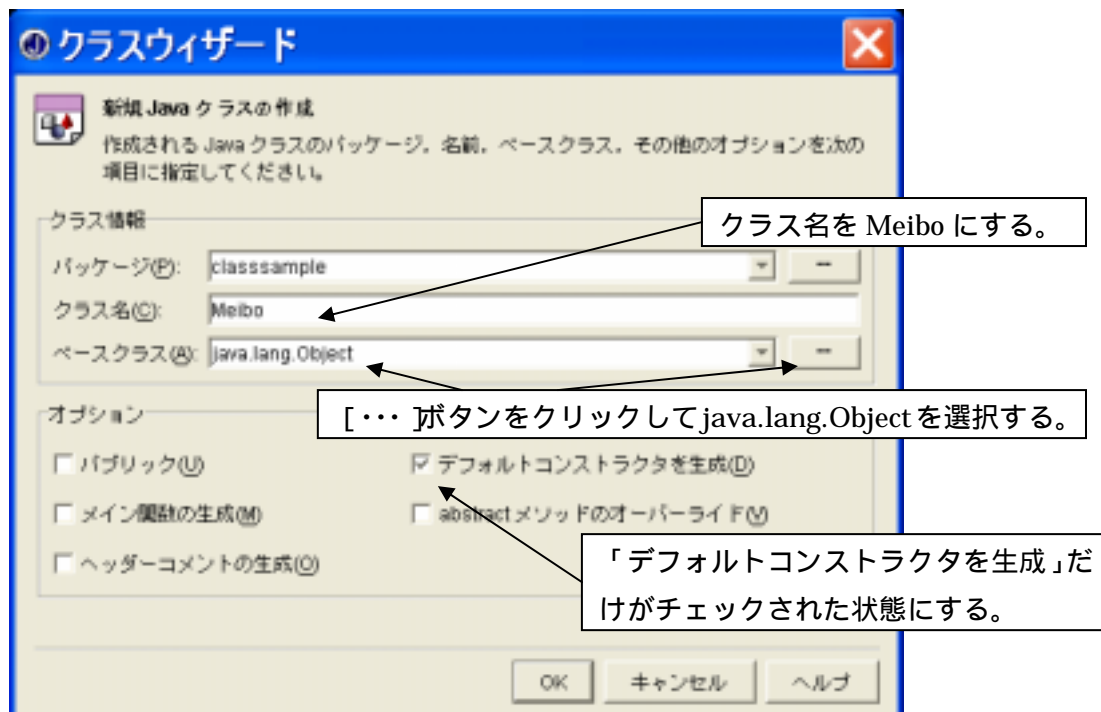 クラスウィザード
新規 Java クラスの作成
作成される Java クラスのパッケージ，名前，ベースクラス，その他のオプションを次の
項目に指定してください。
クラス情報
クラス名を Meibo にする。
パッケージ(P): classsample
クラス名(C): Meibo
ベースクラス(A): java.lang.Object
[・・・ ]ボタンをクリックして java.lang.Object を選択する。
オプション
パブリック(U)
デフォルトコンストラクタを生成(D)
メイン関数の生成(M)
abstract メソッドのオーバーライド(V)
ヘッダーコメントの生成(O)
「デフォルトコンストラクタを生成」だ
けがチェックされた状態にする。
OK キャンセル ヘルプ